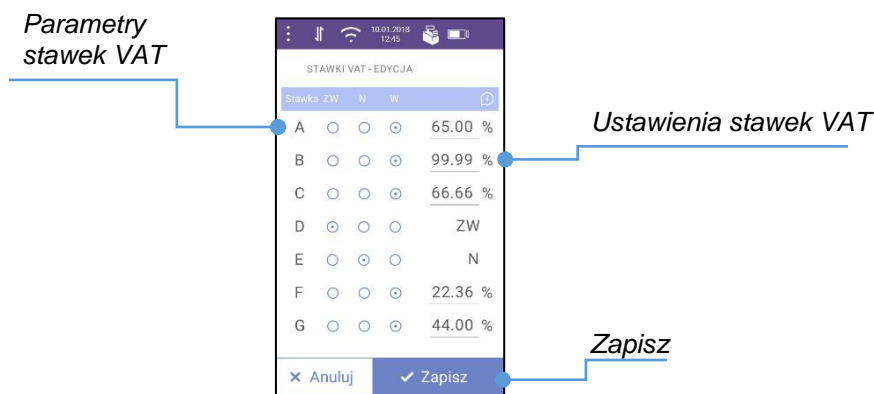 Parametry
stawek VAT
10.01.2018
12:45
STAWKI VAT - EDYCJA
Stawka ZW N W
A 65.00 %
B 99.99 %
C 66.66 %
D ZW
E N
F 22.36 %
G 44.00 %
Anuluj Zapisz
Ustawienia stawek VAT
Zapisz